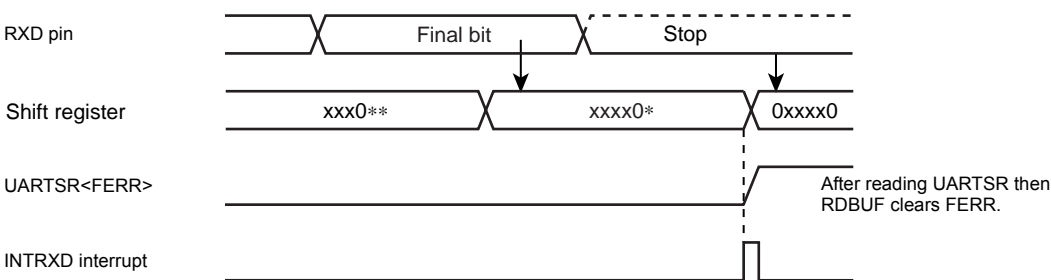 RXD pin
Final bit
Stop
Shift register
xxx0**
xxxx0*
0xxxx0
UARTSR<FERR>
After reading UARTSR then
RDBUF clears FERR.
INTRXD interrupt